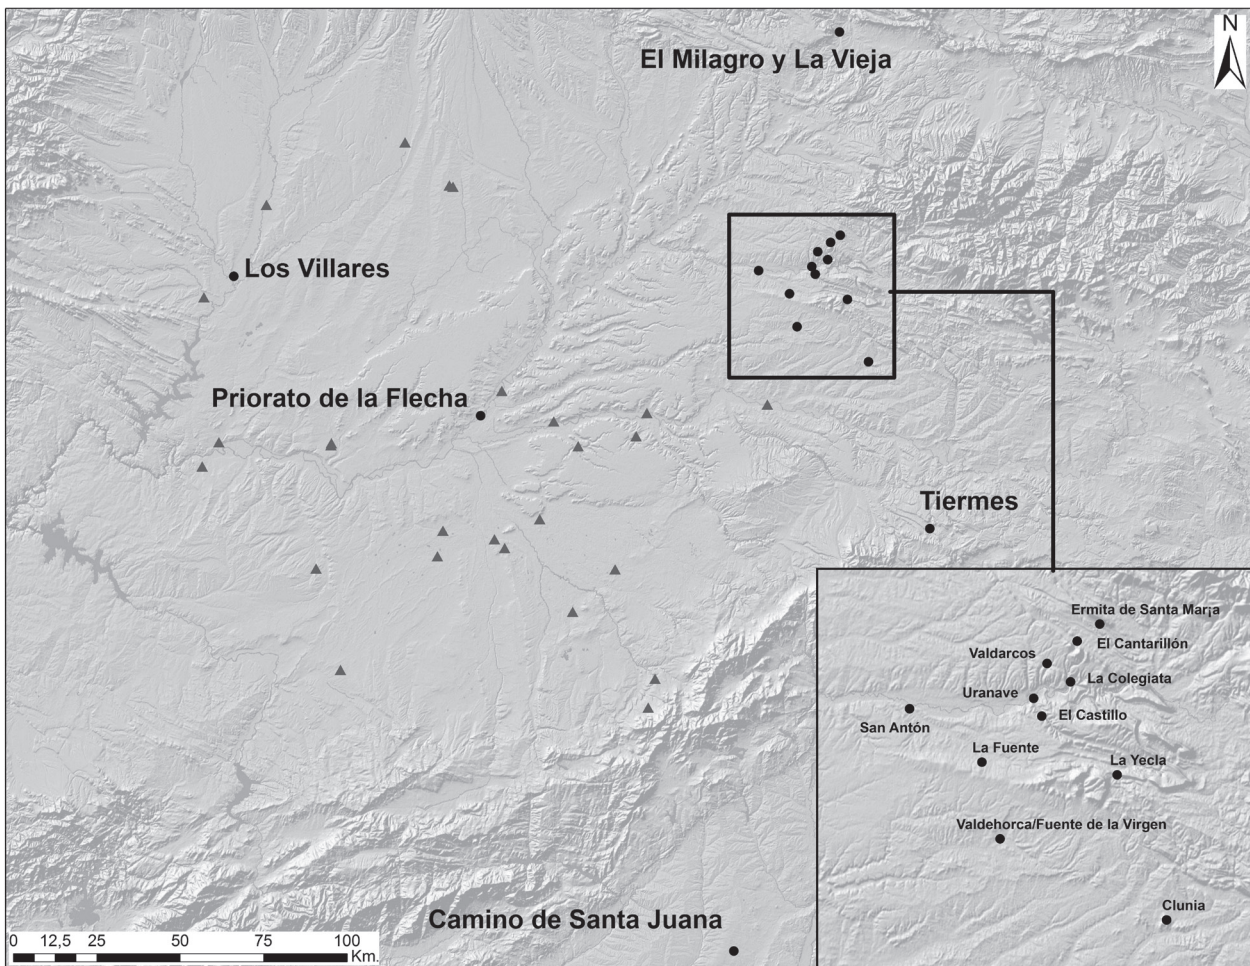 N
El Milagro y La Vieja
Los Villares
Priorato de la Flecha
Tiermes
Ermita de Santa Mar¡a
El Cantarillón
Valdarcos
La Colegiata
Uranave
El Castillo
San Antón
La Fuente
La Yecla
Valdehorca/Fuente de la Virgen
Clunia
Camino de Santa Juana
0 12,5 25 50 75 100
Km.